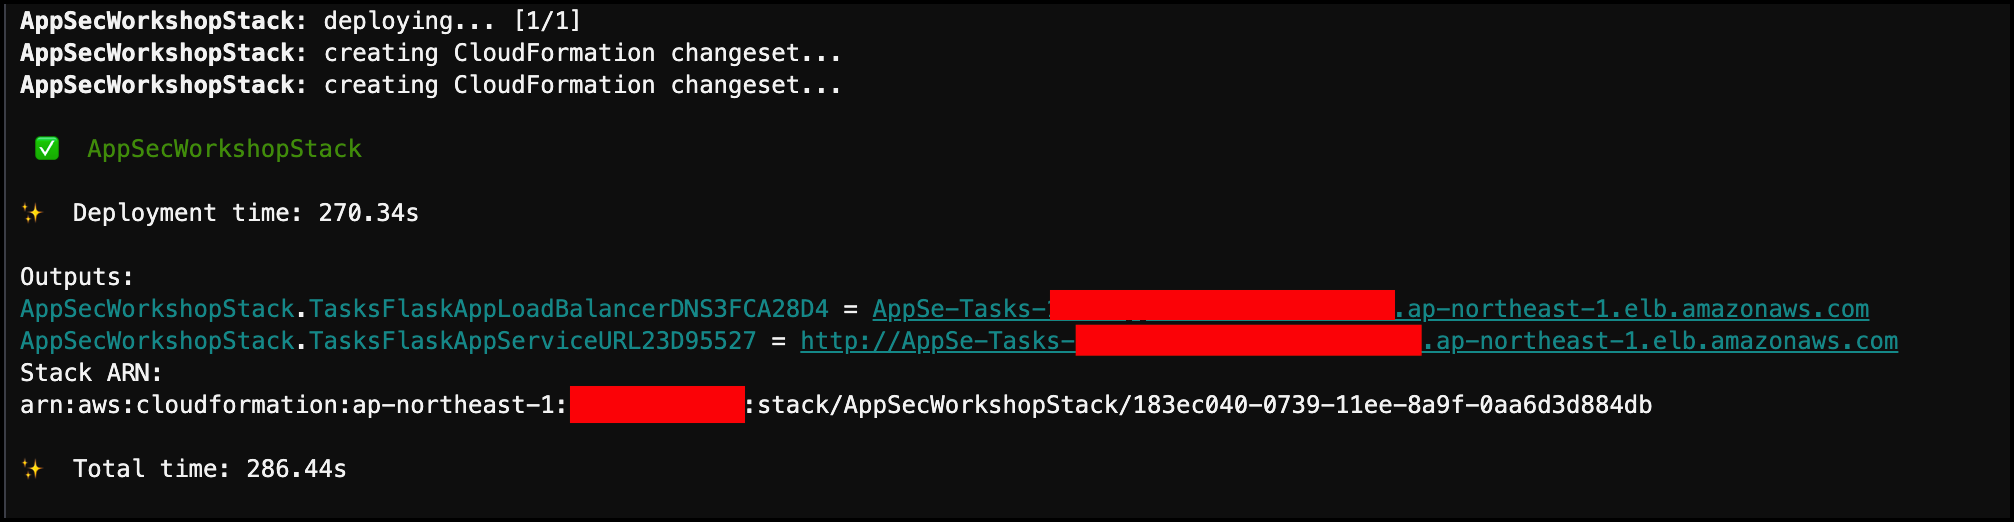 AppSecWorkshopStack: deploying... [1/1]
AppSecWorkshopStack: creating CloudFormation changeset...
AppSecWorkshopStack: creating CloudFormation changeset...
✅ AppSecWorkshopStack
✨ Deployment time: 270.34s
Outputs:
AppSecWorkshopStack.TasksFlaskAppLoadBalancerDNS3FCA28D4 = AppSe-Tasks-.ap-northeast-1.elb.amazonaws.com
AppSecWorkshopStack.TasksFlaskAppServiceURL23D95527 = http://AppSe-Tasks-.ap-northeast-1.elb.amazonaws.com
Stack ARN:
arn:aws:cloudformation:ap-northeast-1::stack/AppSecWorkshopStack/183ec040-0739-11ee-8a9f-0aa6d3d884db
✨ Total time: 286.44s